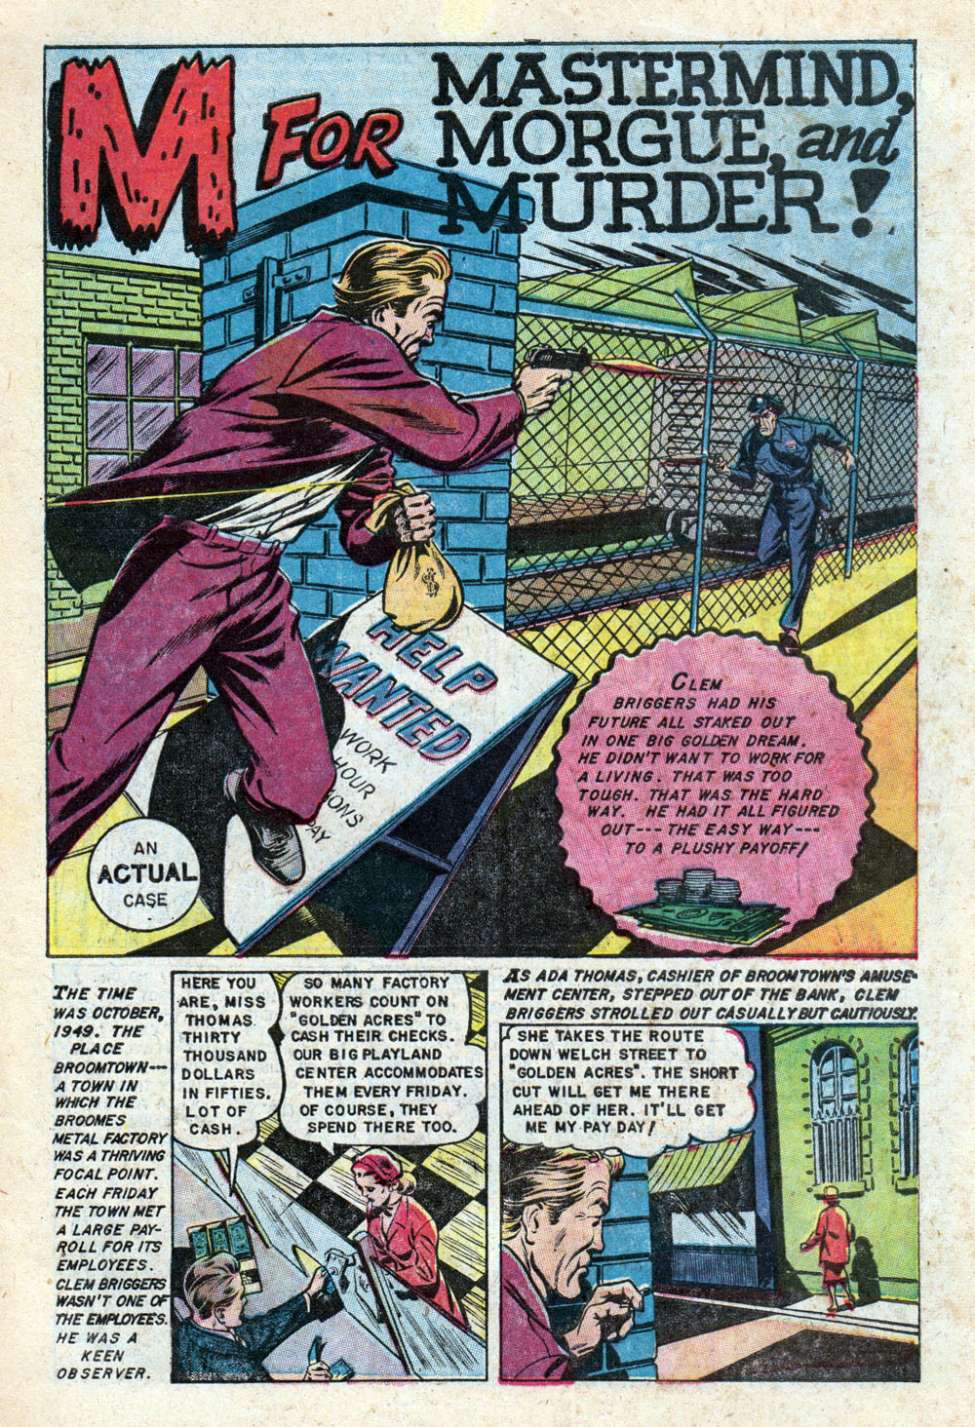 M FOR
MASTERMIND,
MORGUE, and
MURDER!
HELP
WANTED
WORK
HOUR
IONS
PAY
AN
ACTUAL
CASE
CLEM
BRIGGERS HAD HIS
FUTURE ALL STAKED OUT
IN ONE BIG GOLDEN DREAM.
HE DIDN'T WANT TO WORK FOR
A LIVING. THAT WAS TOO
TOUGH. THAT WAS THE HARD
WAY. HE HAD IT ALL FIGURED
OUT--- THE EASY WAY---
TO A PLUSHY PAYOFF!
THE TIME
WAS OCTOBER,
1949. THE
PLACE
BROOMTOWN---
A TOWN IN
WHICH THE
BROOMES
METAL FACTORY
WAS A THRIVING
FOCAL POINT.
EACH FRIDAY
THE TOWN MET
A LARGE PAY-
ROLL FOR ITS
EMPLOYEES.
CLEM BRIGGERS
WASN'T ONE OF
THE EMPLOYEES.
HE WAS A
KEEN
OBSERVER.
HERE YOU
ARE, MISS
THOMAS
THIRTY
THOUSAND
DOLLARS
IN FIFTIES.
LOT OF
CASH.
SO MANY FACTORY
WORKERS COUNT ON
"GOLDEN ACRES" TO
CASH THEIR CHECKS.
OUR BIG PLAYLAND
CENTER ACCOMMODATES
THEM EVERY FRIDAY.
OF COURSE, THEY
SPEND THERE TOO.
AS ADA THOMAS, CASHIER OF BROOMTOWN'S AMUSE-
MENT CENTER, STEPPED OUT OF THE BANK, CLEM
BRIGGERS STROLLED OUT CASUALLY BUT CAUTIOUSLY.
SHE TAKES THE ROUTE
DOWN WELCH STREET TO
"GOLDEN ACRES". THE SHORT
CUT WILL GET ME THERE
AHEAD OF HER. IT'LL GET
ME MY PAY DAY!